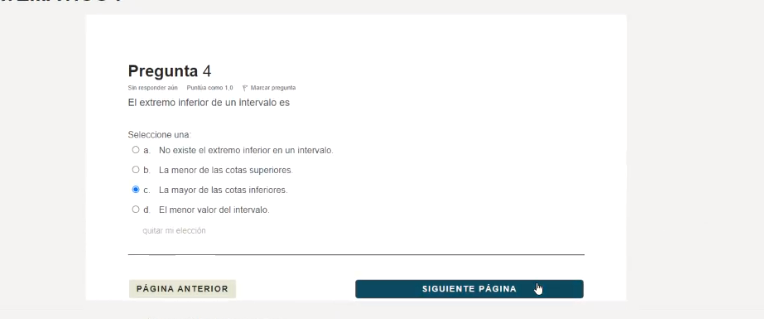 Pregunta 4
Sin responder aún Puntúa como 1.0 Marcar pregunta
El extremo inferior de un intervalo es
Seleccione una:
a. No existe el extremo inferior en un intervalo.
b. La menor de las cotas superiores.
c. La mayor de las cotas inferiores.
d. El menor valor del intervalo.
quitar mi elección
PÁGINA ANTERIOR SIGUIENTE PÁGINA